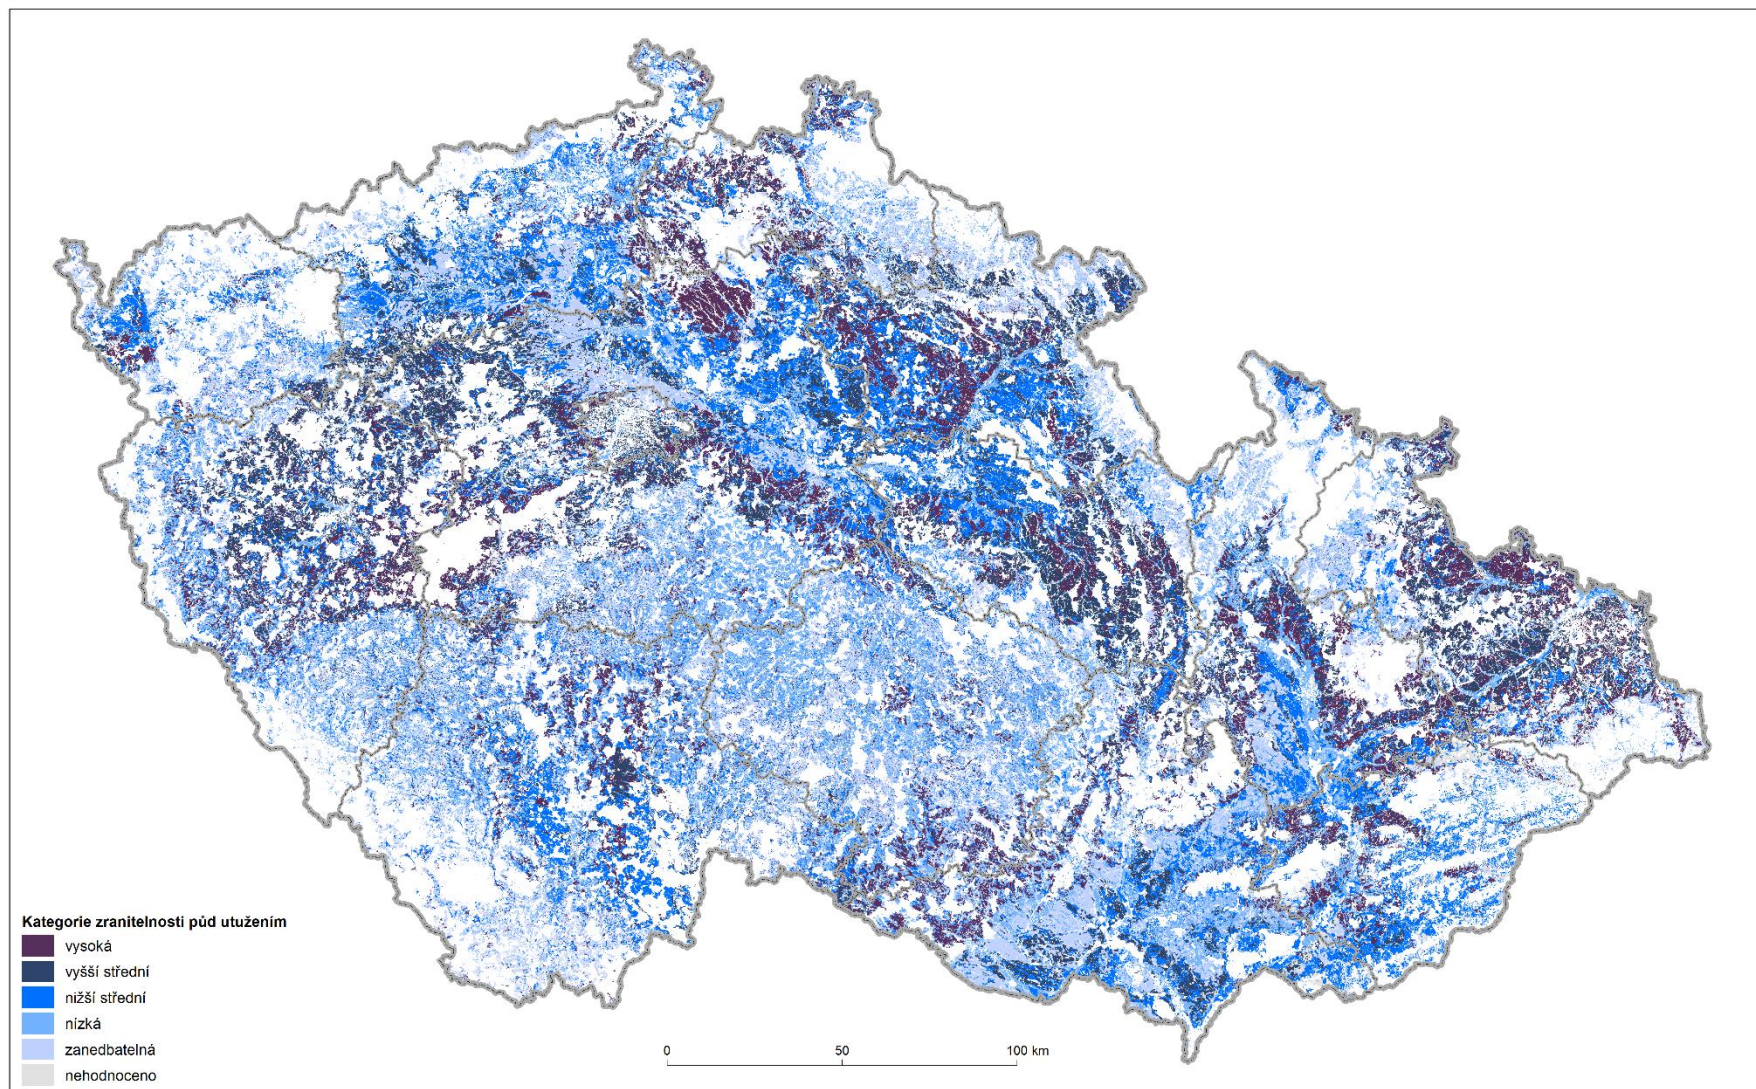 Kategorie zranitelnosti půd utužením
vysoká
vyšší střední
nižší střední
nízká
zanedbatelná
nehodnoceno
0 50 100 km